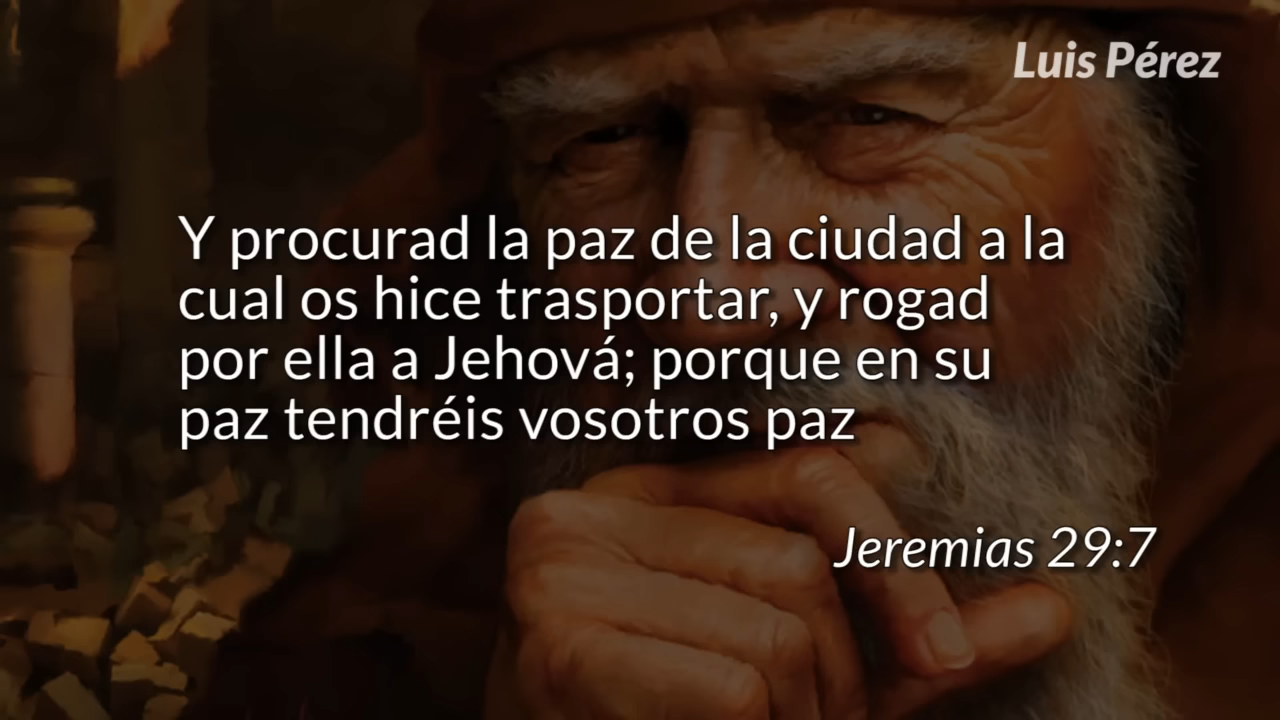 Luis Pérez
Y procurad la paz de la ciudad a la
cual os hice trasportar, y rogad
por ella a Jehová; porque en su
paz tendréis vosotros paz
Jeremias 29:7